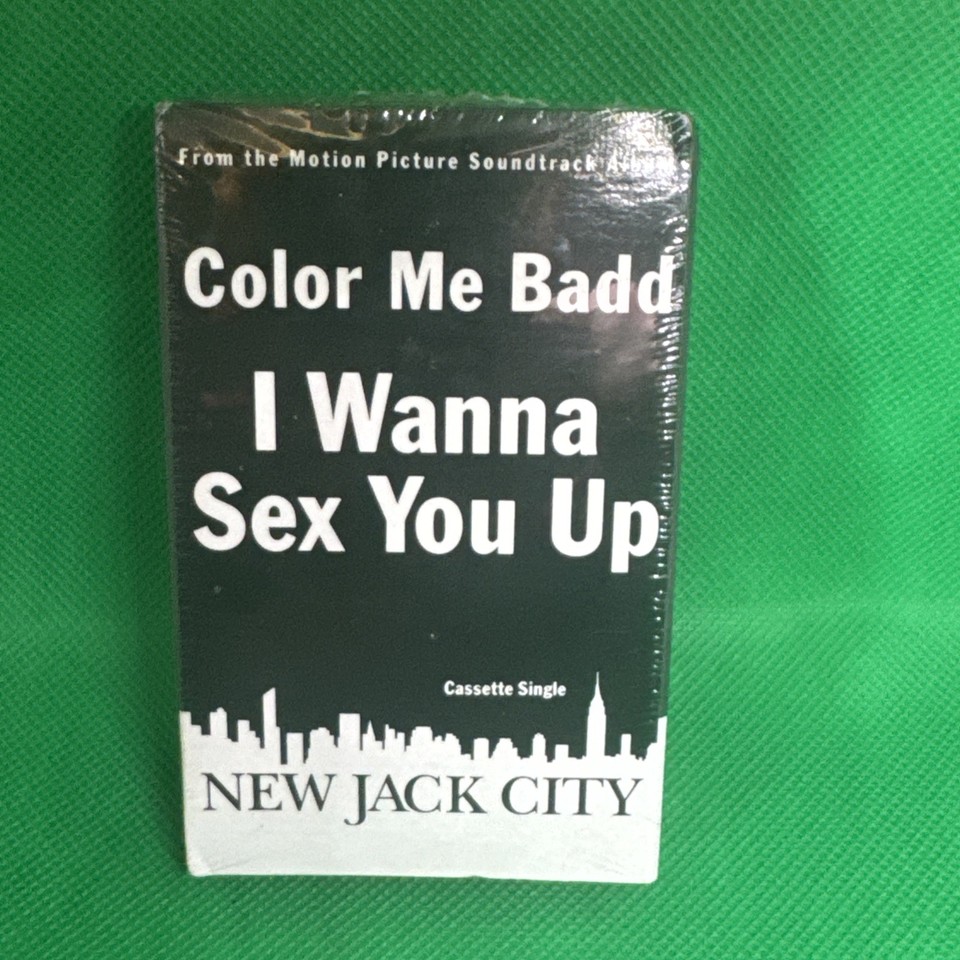 From the Motion Picture Soundtrack
Color Me Badd
I Wanna
Sex You Up
Cassette Single
NEW JACK CITY